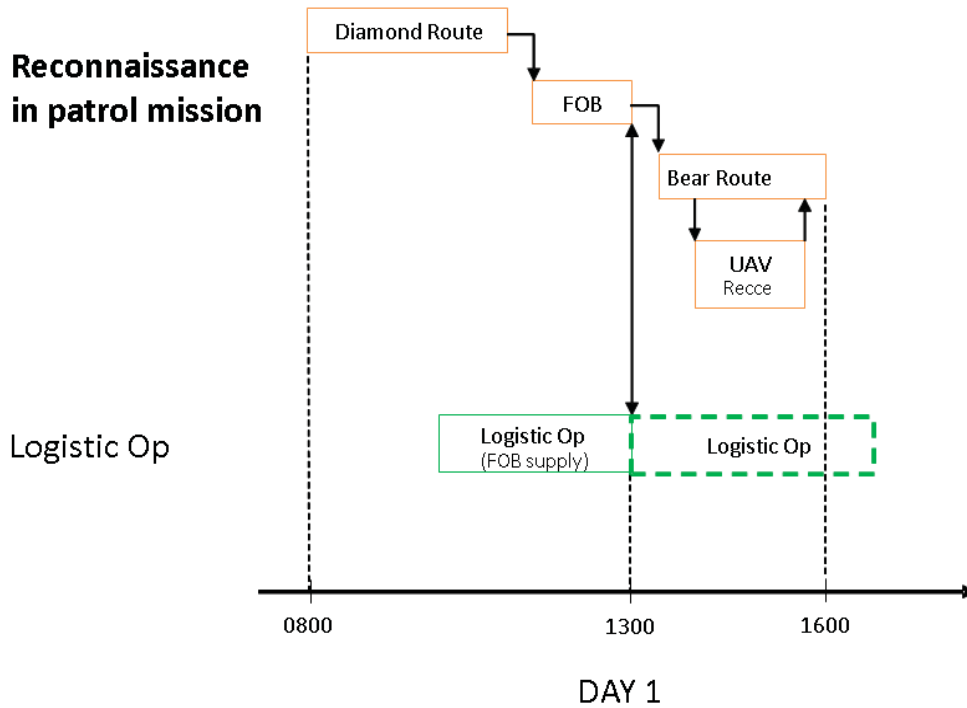 Diamond Route
Reconnaissance
in patrol mission
FOB
Bear Route
UAV
Recce
Logistic Op
Logistic Op
(FOB supply)
Logistic Op
0800
1300
1600
DAY 1